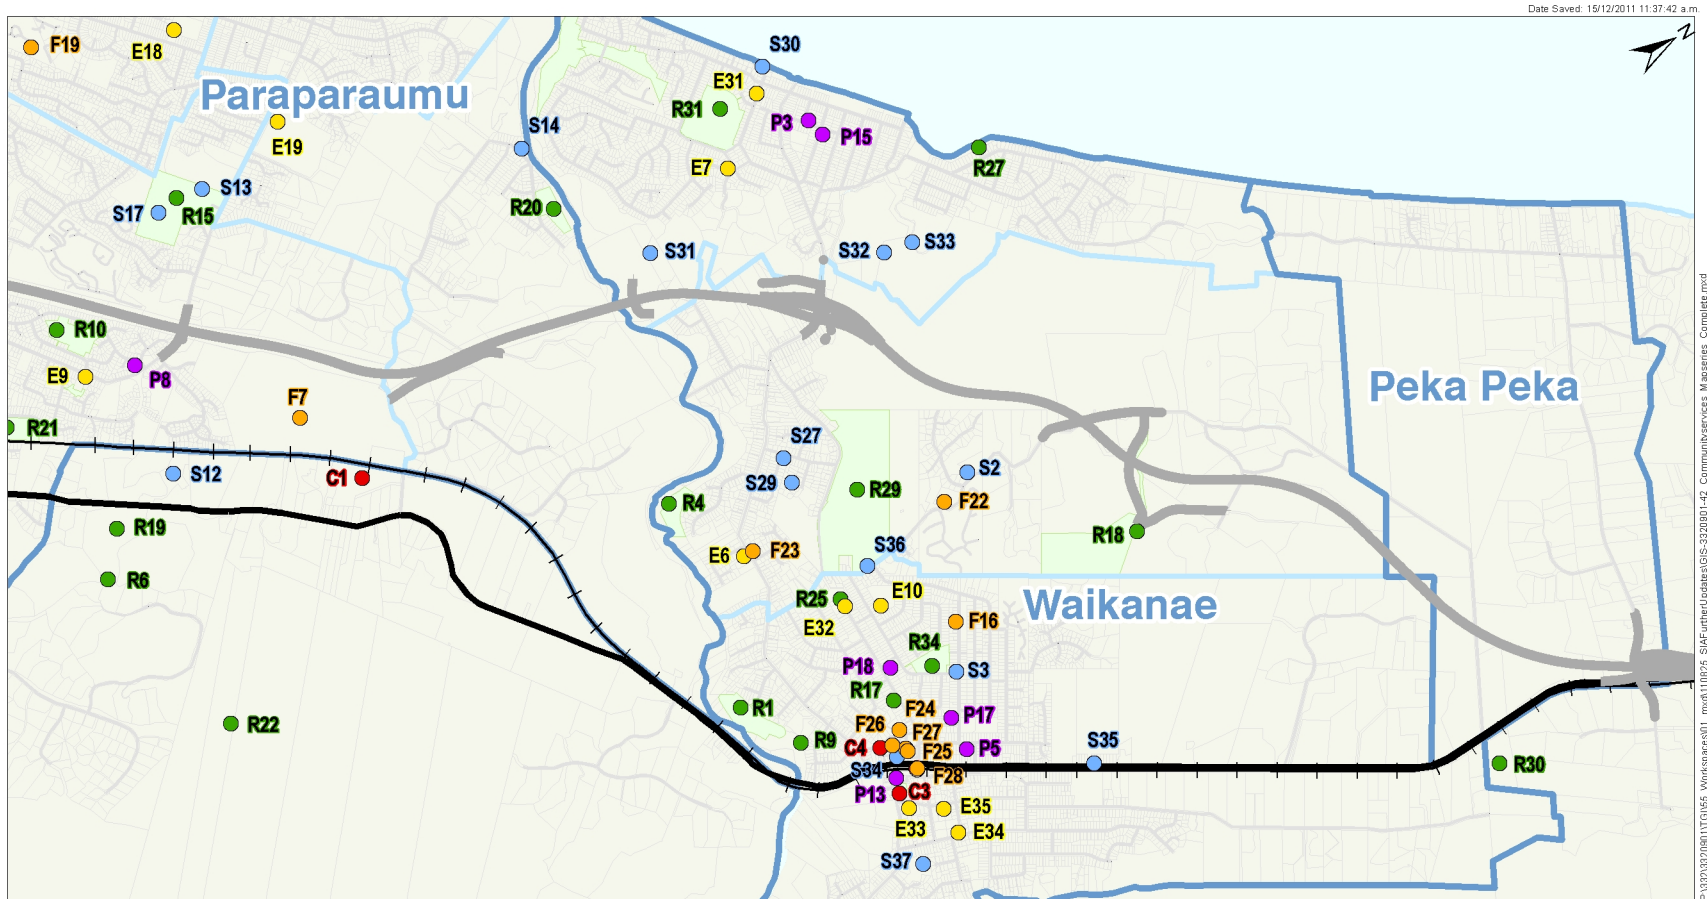 Date Saved: 15/12/2011 11:37:42 a.m.
N
F19
E18
S30
E31
Paraparaumu
R31
P3
P15
S14
E19
E7
R27
S13
S17
R15
R20
S31
S32
S33
R10
E9
P8
Peka Peka
F7
R21
S27
S12
C1
S29
S2
R4
R29
F22
R19
R18
S36
E6
F23
R6
E10
R25
E32
Waikanae
F16
R34
P18
S3
R17
R1
F24
P17
R22
F26
F27
R9
C4
F25
P5
S35
S34
F28
R30
P13
C3
E35
E33
E34
S37